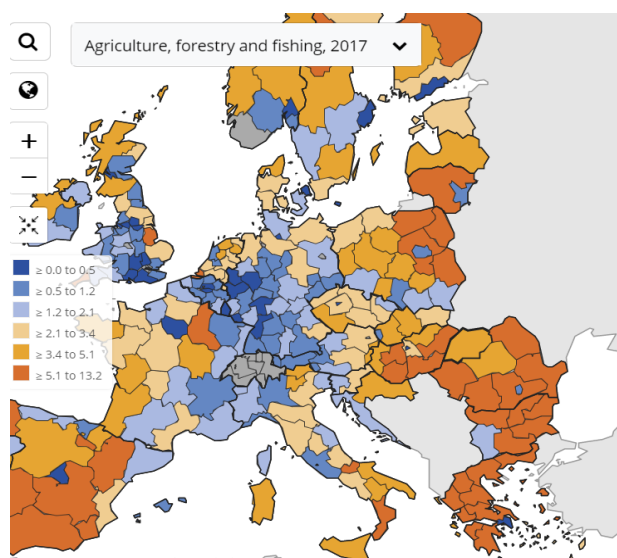 Agriculture, forestry and fishing, 2017
+
−
≥ 0.0 to 0.5
≥ 0.5 to 1.2
≥ 1.2 to 2.1
≥ 2.1 to 3.4
≥ 3.4 to 5.1
≥ 5.1 to 13.2